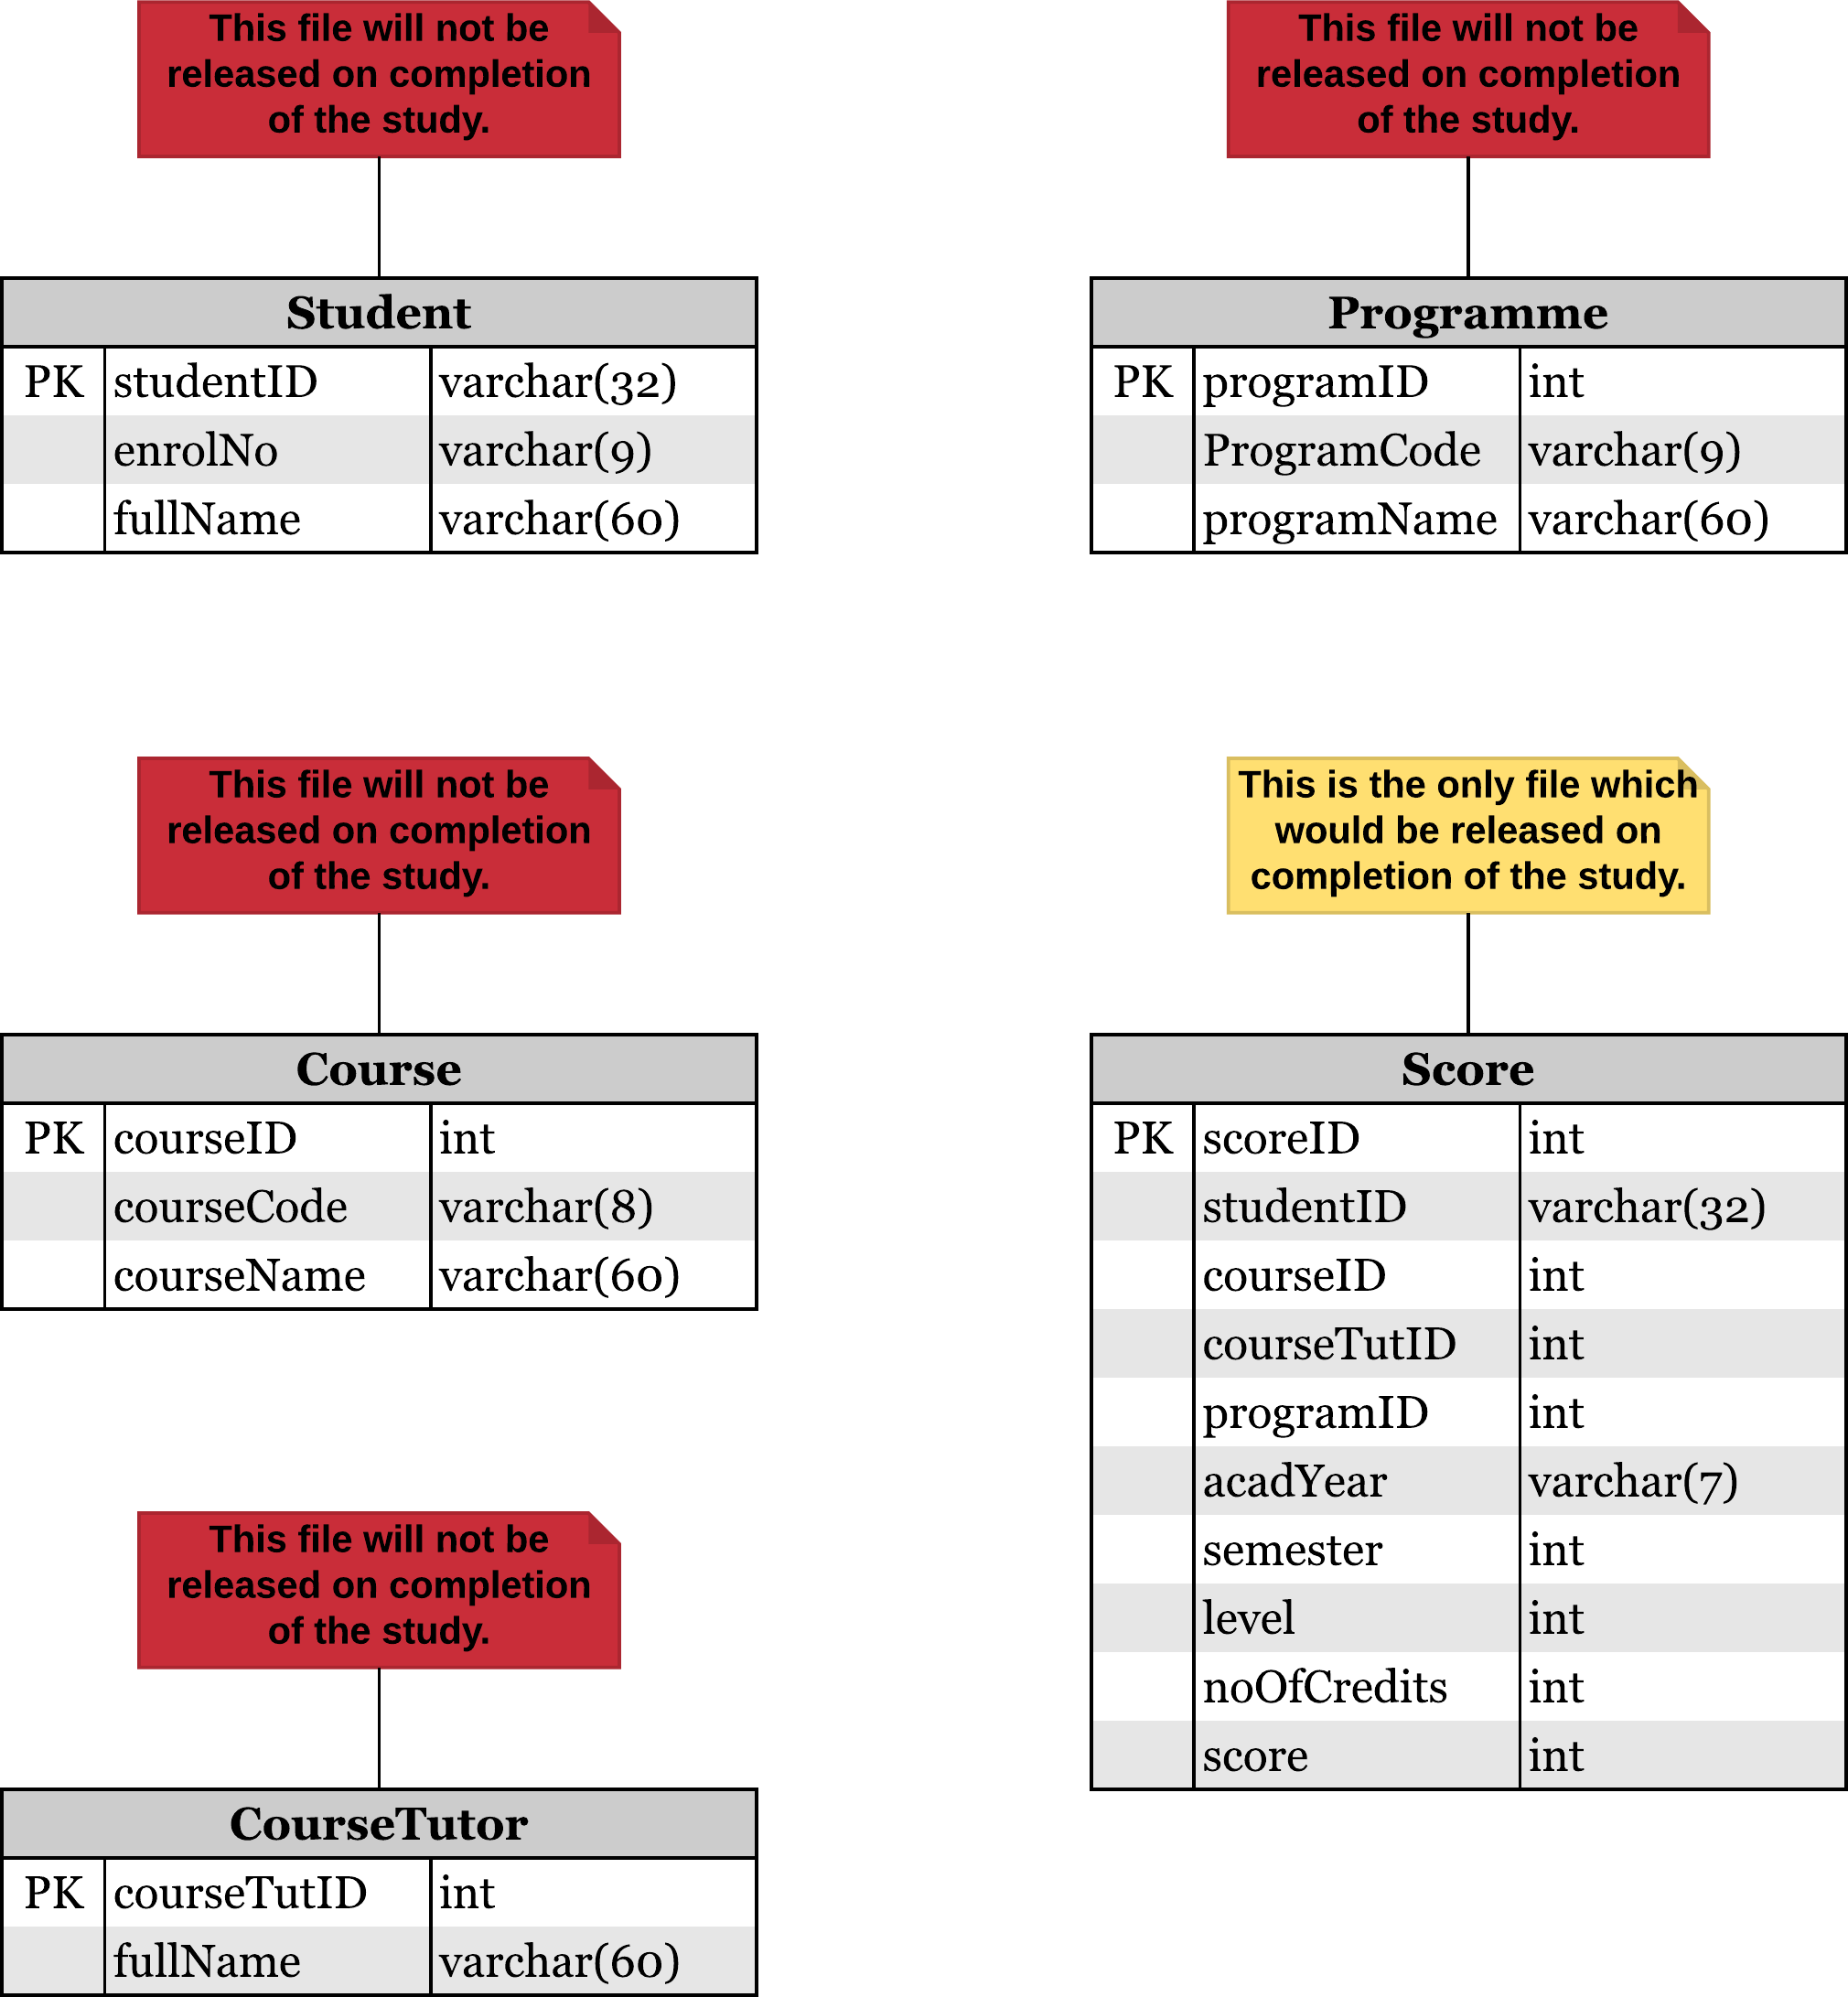 This file will not be
released on completion
of the study.
Student
PK studentID varchar(32)
enrolNo varchar(9)
fullName varchar(60)
This file will not be
released on completion
of the study.
Programme
PK programID int
ProgramCode varchar(9)
programName varchar(60)
This file will not be
released on completion
of the study.
Course
PK courseID int
courseCode varchar(8)
courseName varchar(60)
This is the only file which
would be released on
completion of the study.
Score
PK scoreID int
studentID varchar(32)
courseID int
courseTutID int
programID int
acadYear varchar(7)
semester int
level int
noOfCredits int
score int
This file will not be
released on completion
of the study.
CourseTutor
PK courseTutID int
fullName varchar(60)